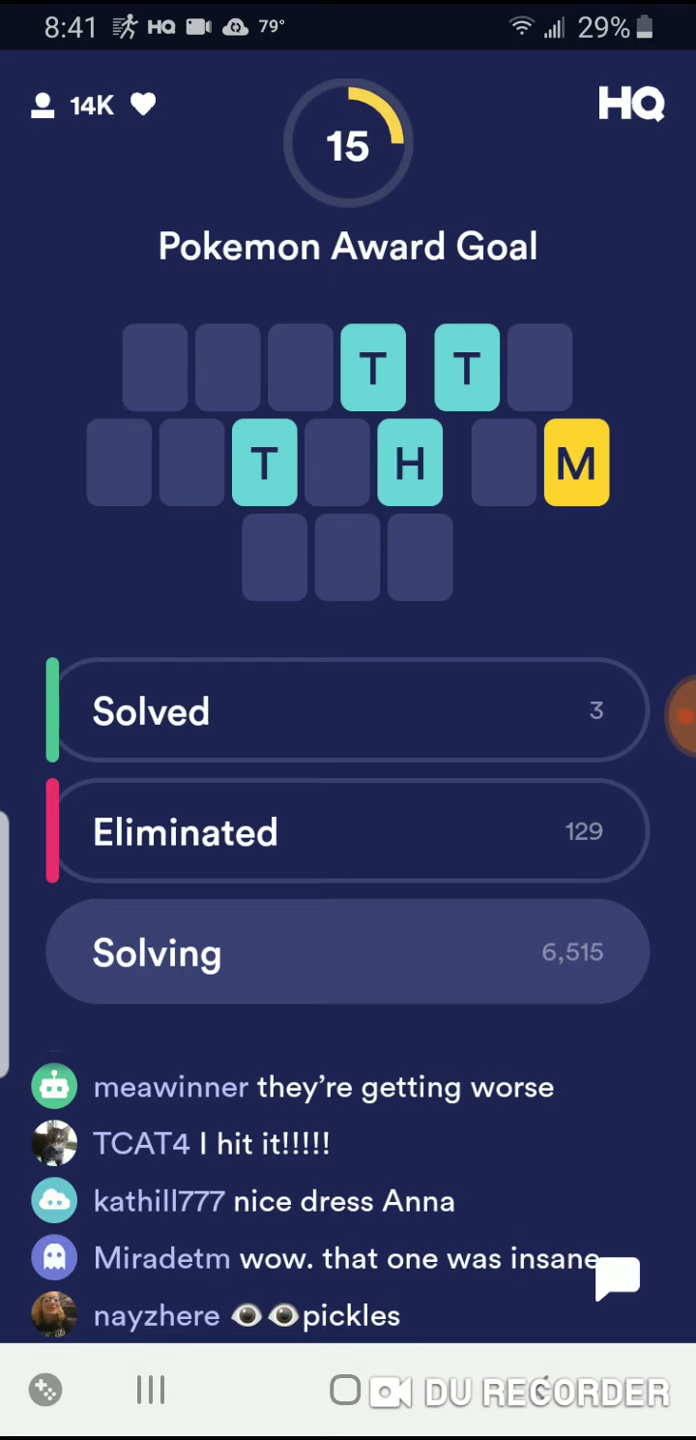 8:41 HQ 79° 29%
14K 15 HQ
Pokemon Award Goal
T T
T H M
Solved 3
Eliminated 129
Solving 6,515
meawinner they’re getting worse
TCAT4 I hit it!!!!!
kathill777 nice dress Anna
Miradetm wow. that one was insane
nayzhere 👁👁pickles
DU RECORDER